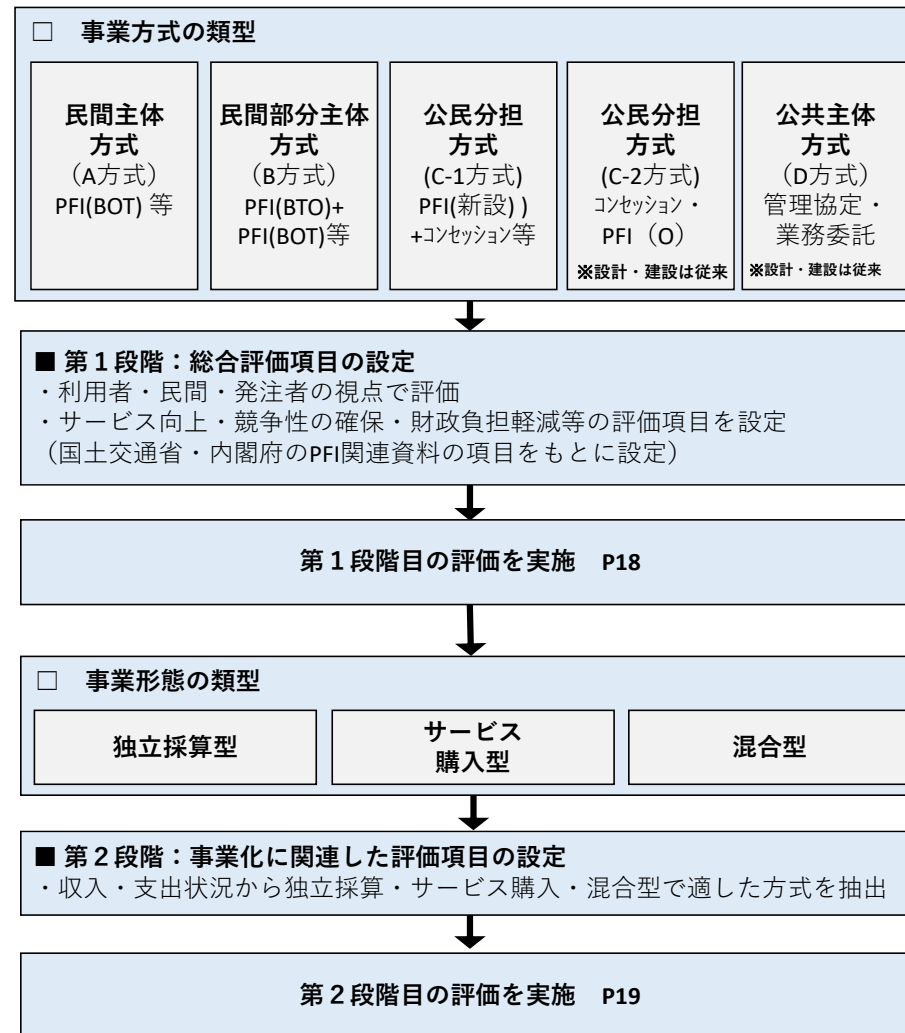 □ 事業方式の類型
民間主体
方式
（A方式）
PFI(BOT) 等
民間部分主体
方式
（B方式）
PFI(BTO)+
PFI(BOT)等
公民分担
方式
(C-1方式)
PFI(新設) )
+ｺﾝｾｯｼｮﾝ等
公民分担
方式
(C-2方式)
ｺﾝｾｯｼｮﾝ・
PFI（O）
※設計・建設は従来
公共主体
方式
（D方式）
管理協定・
業務委託
※設計・建設は従来
■ 第１段階：総合評価項目の設定
・利用者・民間・発注者の視点で評価
・サービス向上・競争性の確保・財政負担軽減等の評価項目を設定
（国土交通省・内閣府のPFI関連資料の項目をもとに設定）
第１段階目の評価を実施 P18
□ 事業形態の類型
独立採算型
サービス
購入型
混合型
■ 第２段階：事業化に関連した評価項目の設定
・収入・支出状況から独立採算・サービス購入・混合型で適した方式を抽出
第２段階目の評価を実施 P19